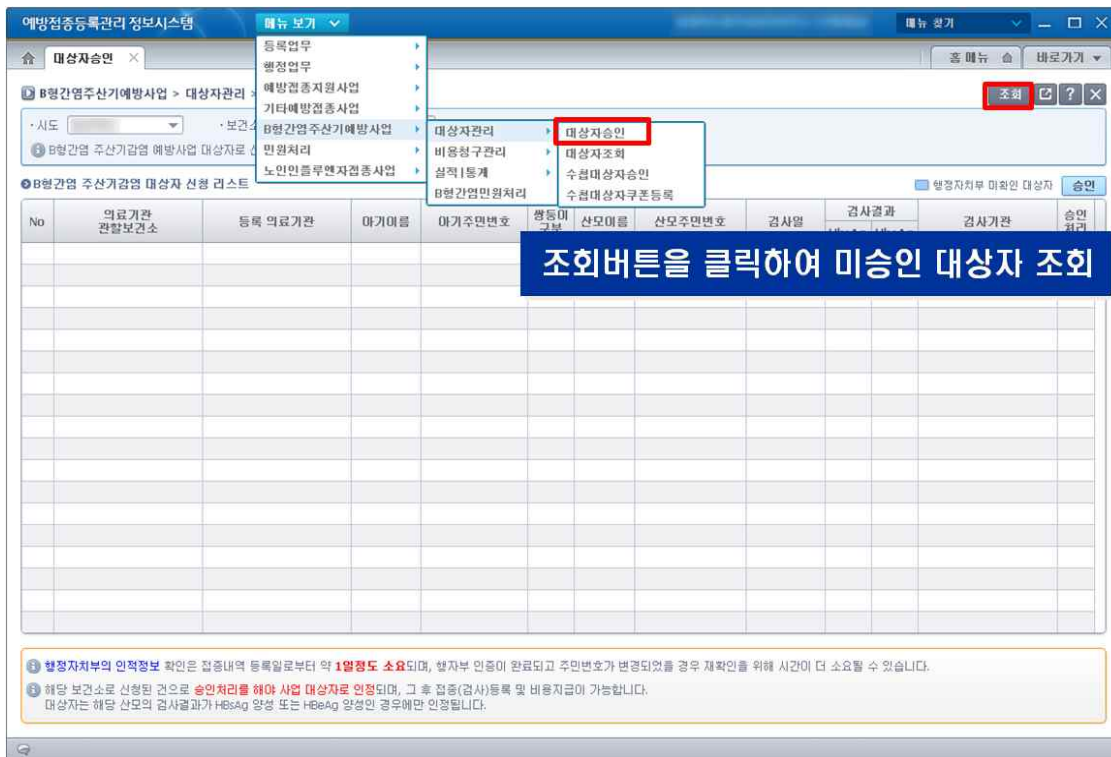 예방접종등록관리 정보시스템
메뉴 보기
메뉴 찾기
대상자승인
홈 메뉴
바로가기
B형간염주산기예방사업 > 대상자관리 >
조회
· 시도
· 보건소
B형간염 주산기감염 예방사업 대상자로
등록업무
행정업무
예방접종지원사업
기타예방접종사업
B형간염주산기예방사업
민원처리
노인인플루엔자접종사업
대상자관리
비용청구관리
실적|통계
B형간염민원처리
대상자승인
대상자조회
수첩대상자승인
수첩대상자쿠폰등록
B형간염 주산기감염 대상자 신청 리스트
행정자치부 미확인 대상자
승인
No
의료기관
관할보건소
등록 의료기관
아기이름
아기주민번호
쌍둥이
구분
산모이름
산모주민번호
검사일
검사결과
검사기관
승인
처리
조회버튼을 클릭하여 미승인 대상자 조회
행정자치부의 인적정보 확인은 접종내역 등록일로부터 약 1일정도 소요되며, 행자부 인증이 완료되고 주민번호가 변경되었을 경우 재확인을 위해 시간이 더 소요될 수 있습니다.
해당 보건소로 신청된 건으로 승인처리를 해야 사업 대상자로 인정되며, 그 후 접종(검사)등록 및 비용지급이 가능합니다.
대상자는 해당 산모의 검사결과가 HBsAg 양성 또는 HBeAg 양성인 경우에만 인정됩니다.